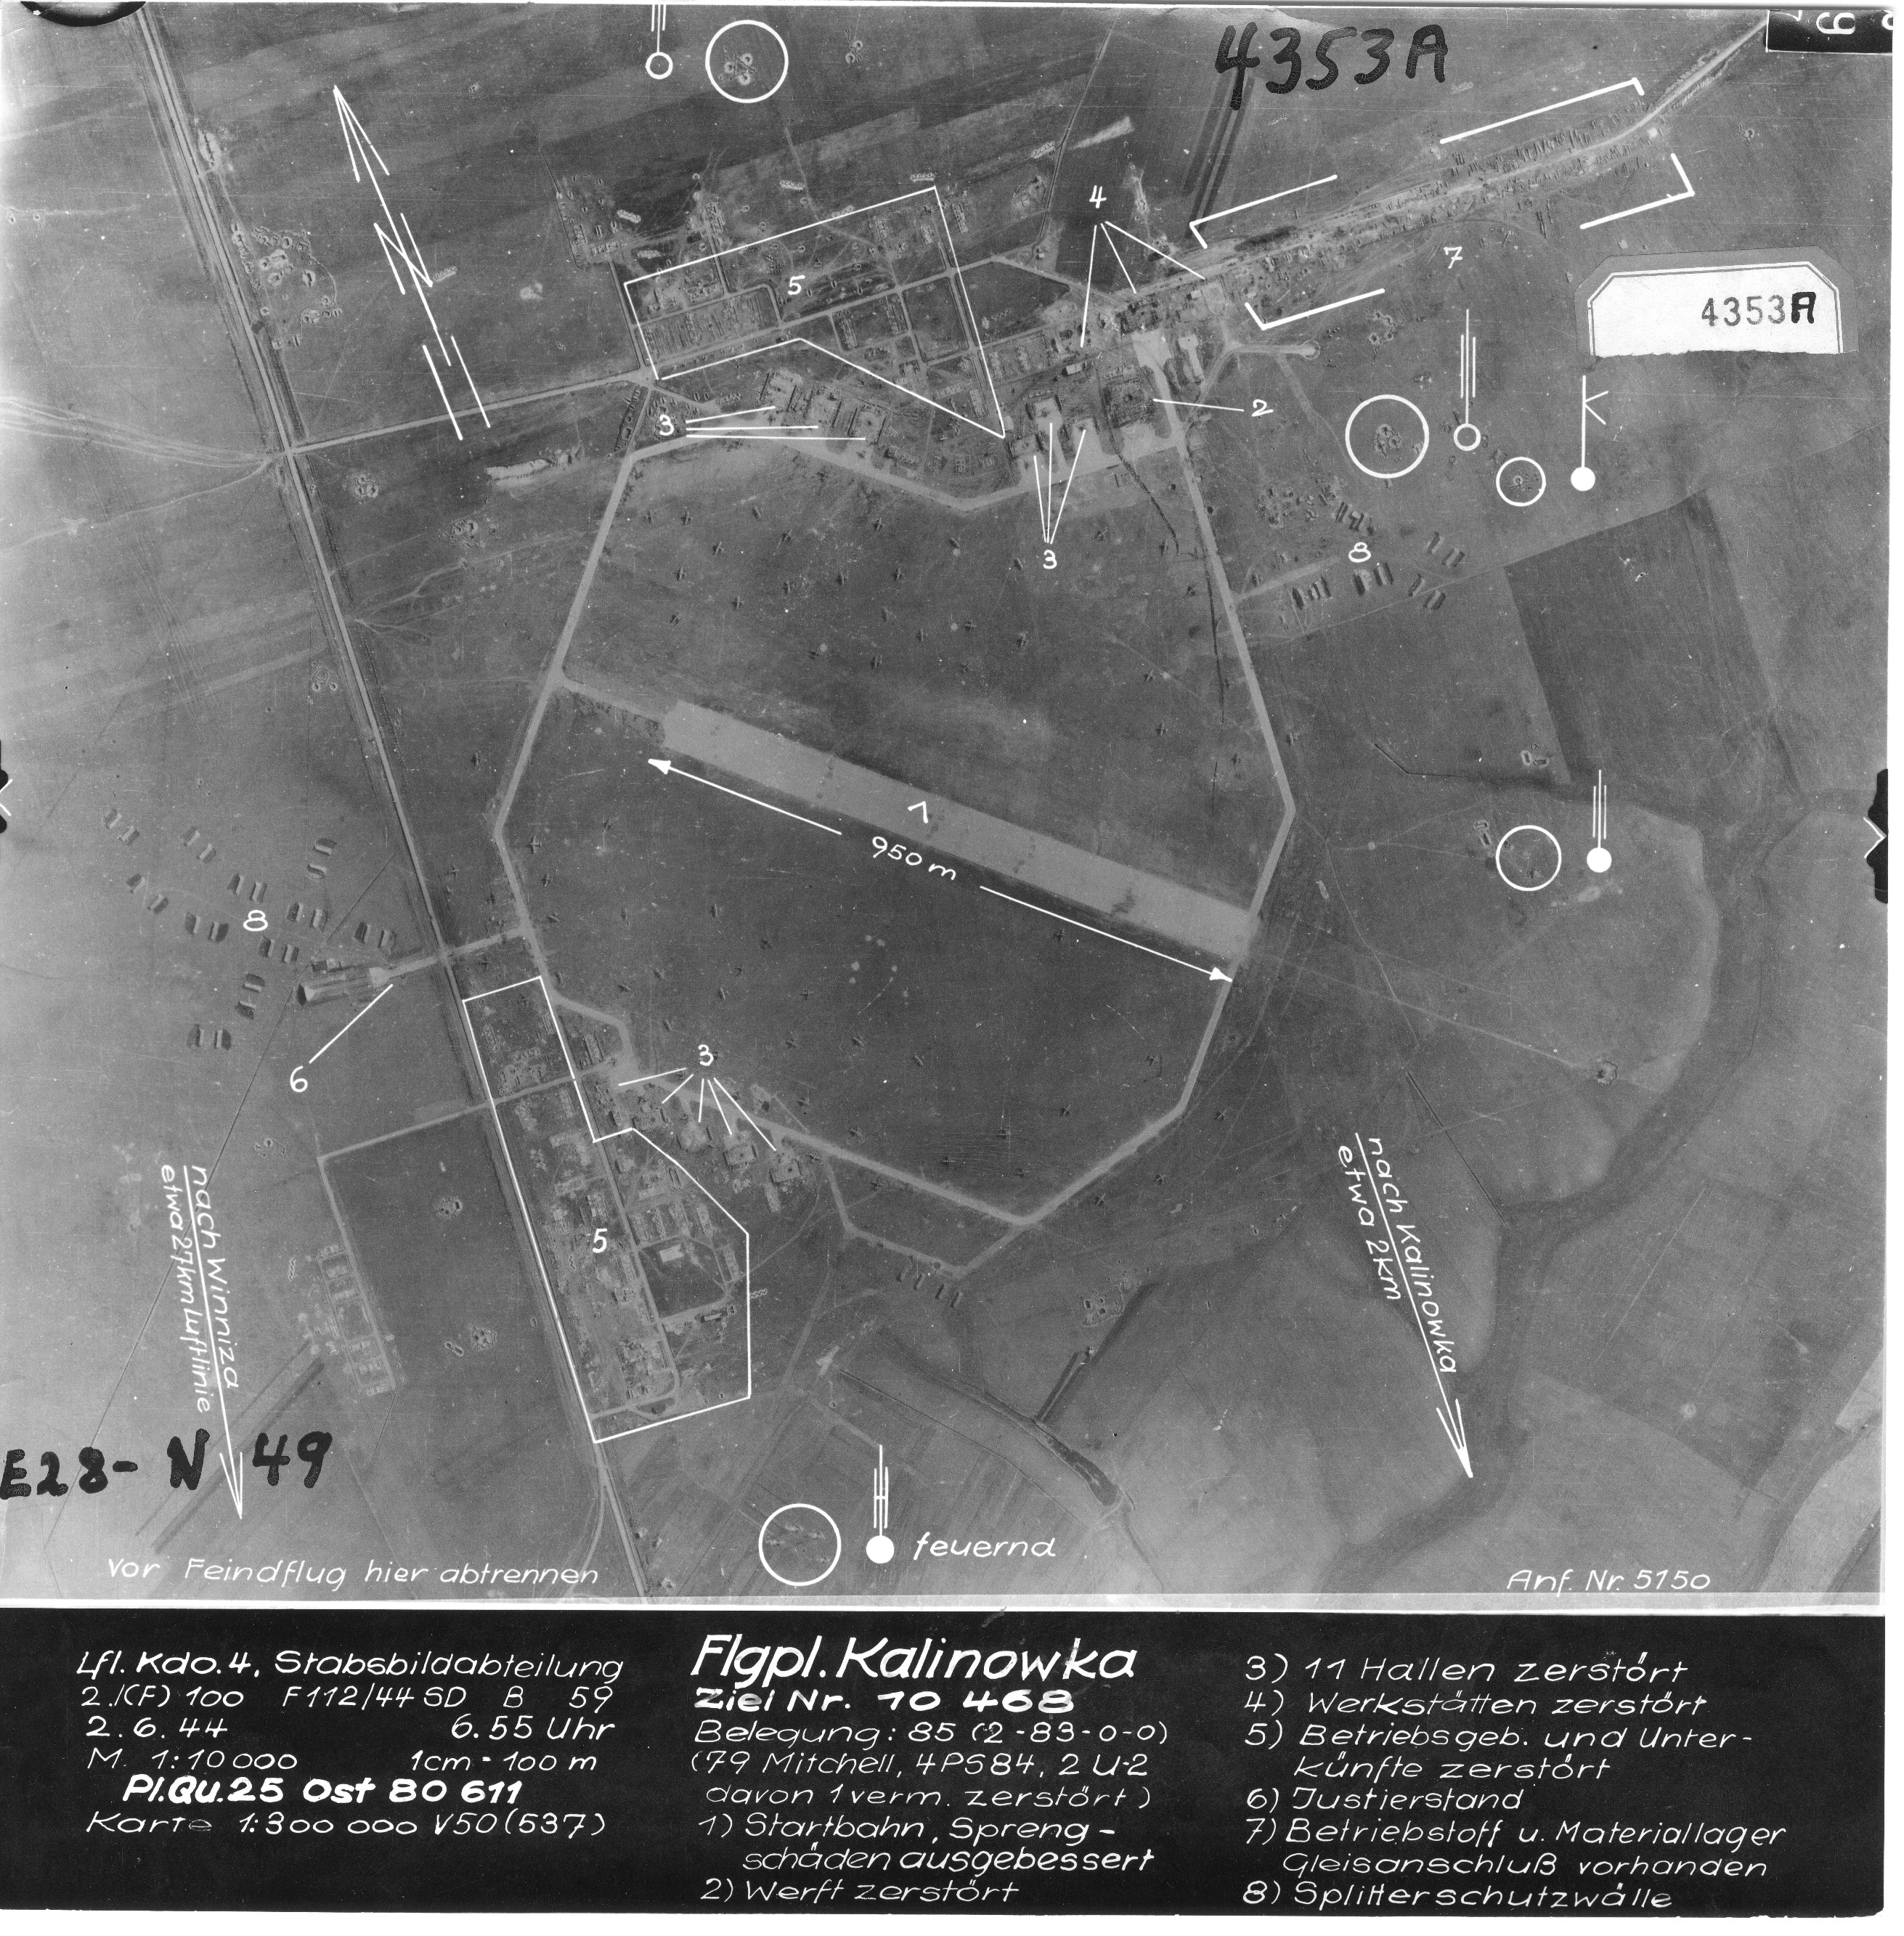 4353A
4353A
4
5
7
3
2
3
8
1
950 m
8
6
3
5
nach Winniza
etwa 27km Luftlinie
nach Kalinowka
etwa 2km
E28- N 49
feuernd
Vor Feindflug hier abtrennen
Anf. Nr. 5150
Lfl. Kdo. 4, Stabsbildabteilung
2./(F) 100 F112/44 SD B 59
2. 6. 44 6.55 Uhr
M. 1:10 000 1cm = 100 m
Pl.Qu. 25 Ost 80 611
Karte 1:300 000 V50 (537)
Flgpl. Kalinowka
Ziel Nr. 10 468
Belegung: 85 (2-83-0-0)
(79 Mitchell, 4 PS84, 2 U-2
davon 1 verm. zerstört)
1) Startbahn, Spreng-
schäden ausgebessert
2) Werft zerstört
3) 11 Hallen zerstört
4) Werkstätten zerstört
5) Betriebsgeb. und Unter-
künfte zerstört
6) Justierstand
7) Betriebstoff u. Materiallager
Gleisanschluß vorhanden
8) Splitterschutzwälle